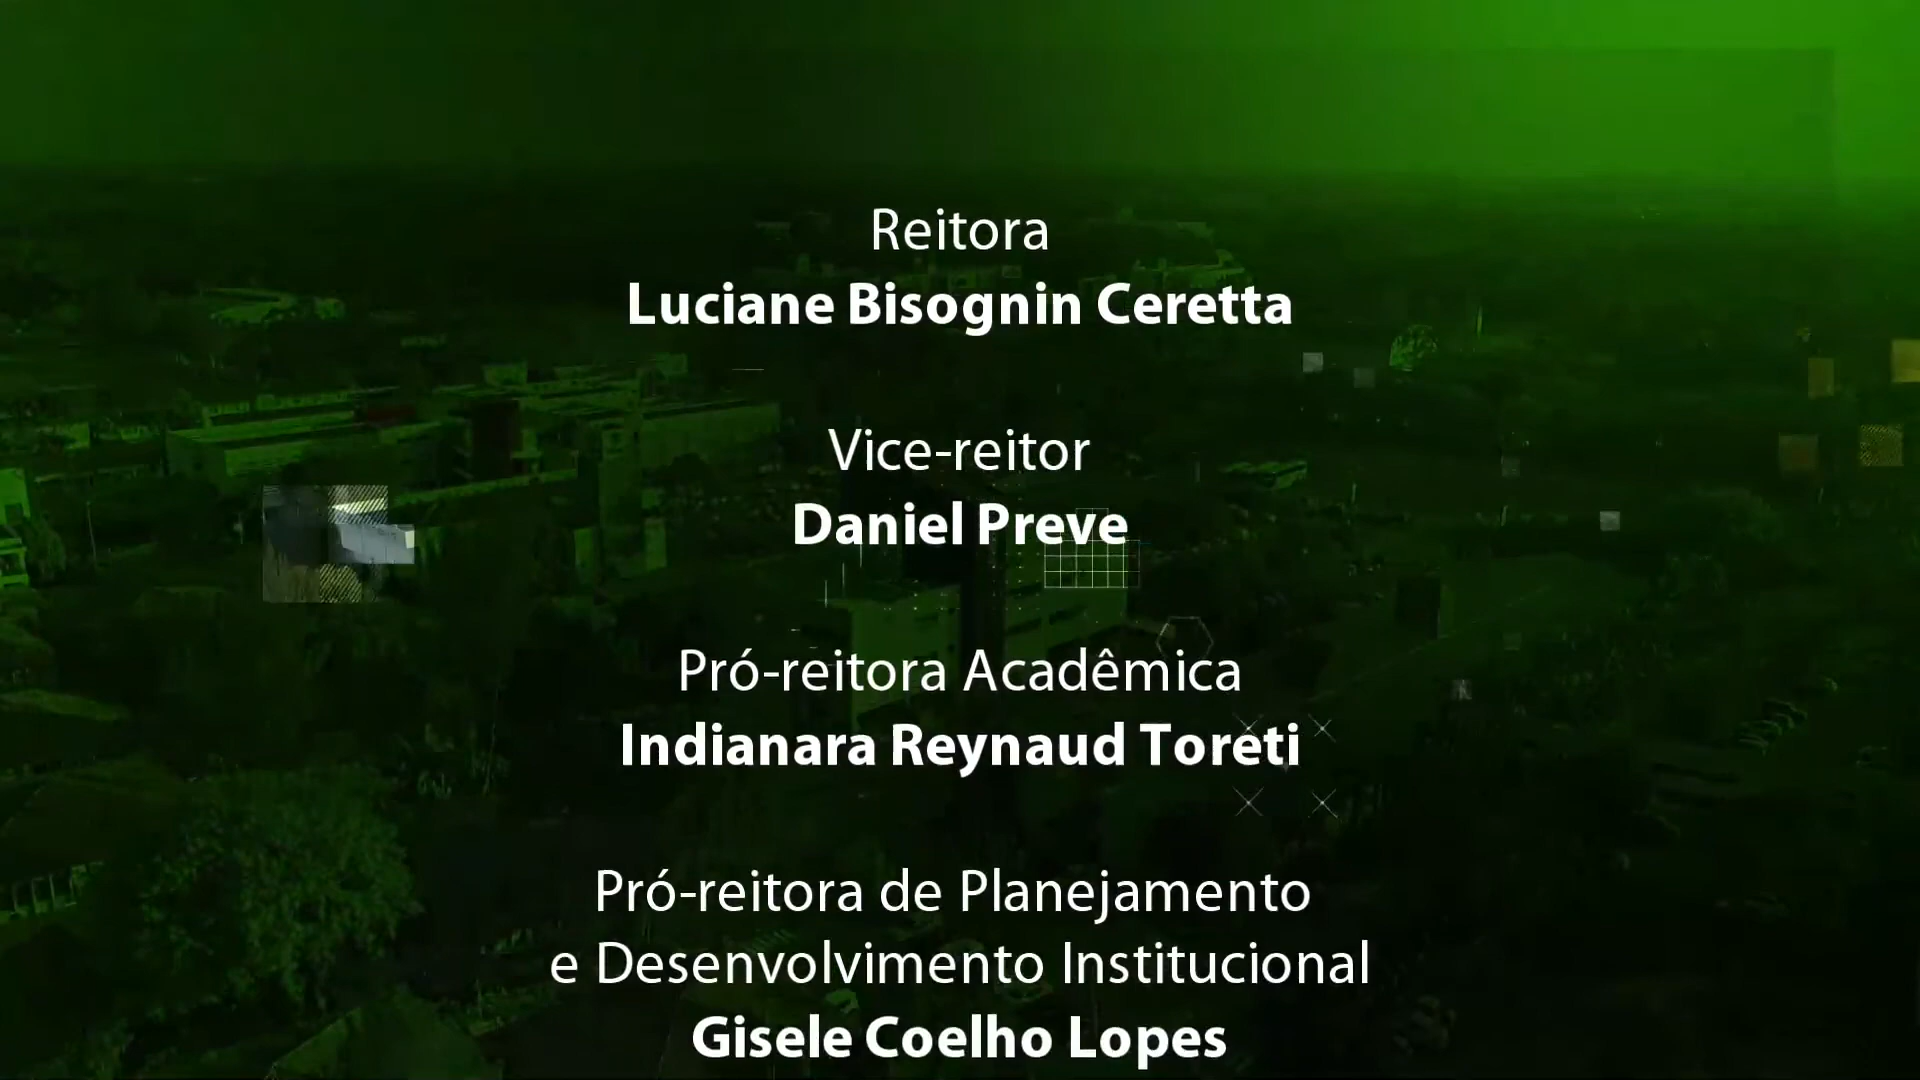 Reitora
Luciane Bisognin Ceretta
Vice-reitor
Daniel Preve
Pró-reitora Acadêmica
Indianara Reynaud Toreti
Pró-reitora de Planejamento
e Desenvolvimento Institucional
Gisele Coelho Lopes